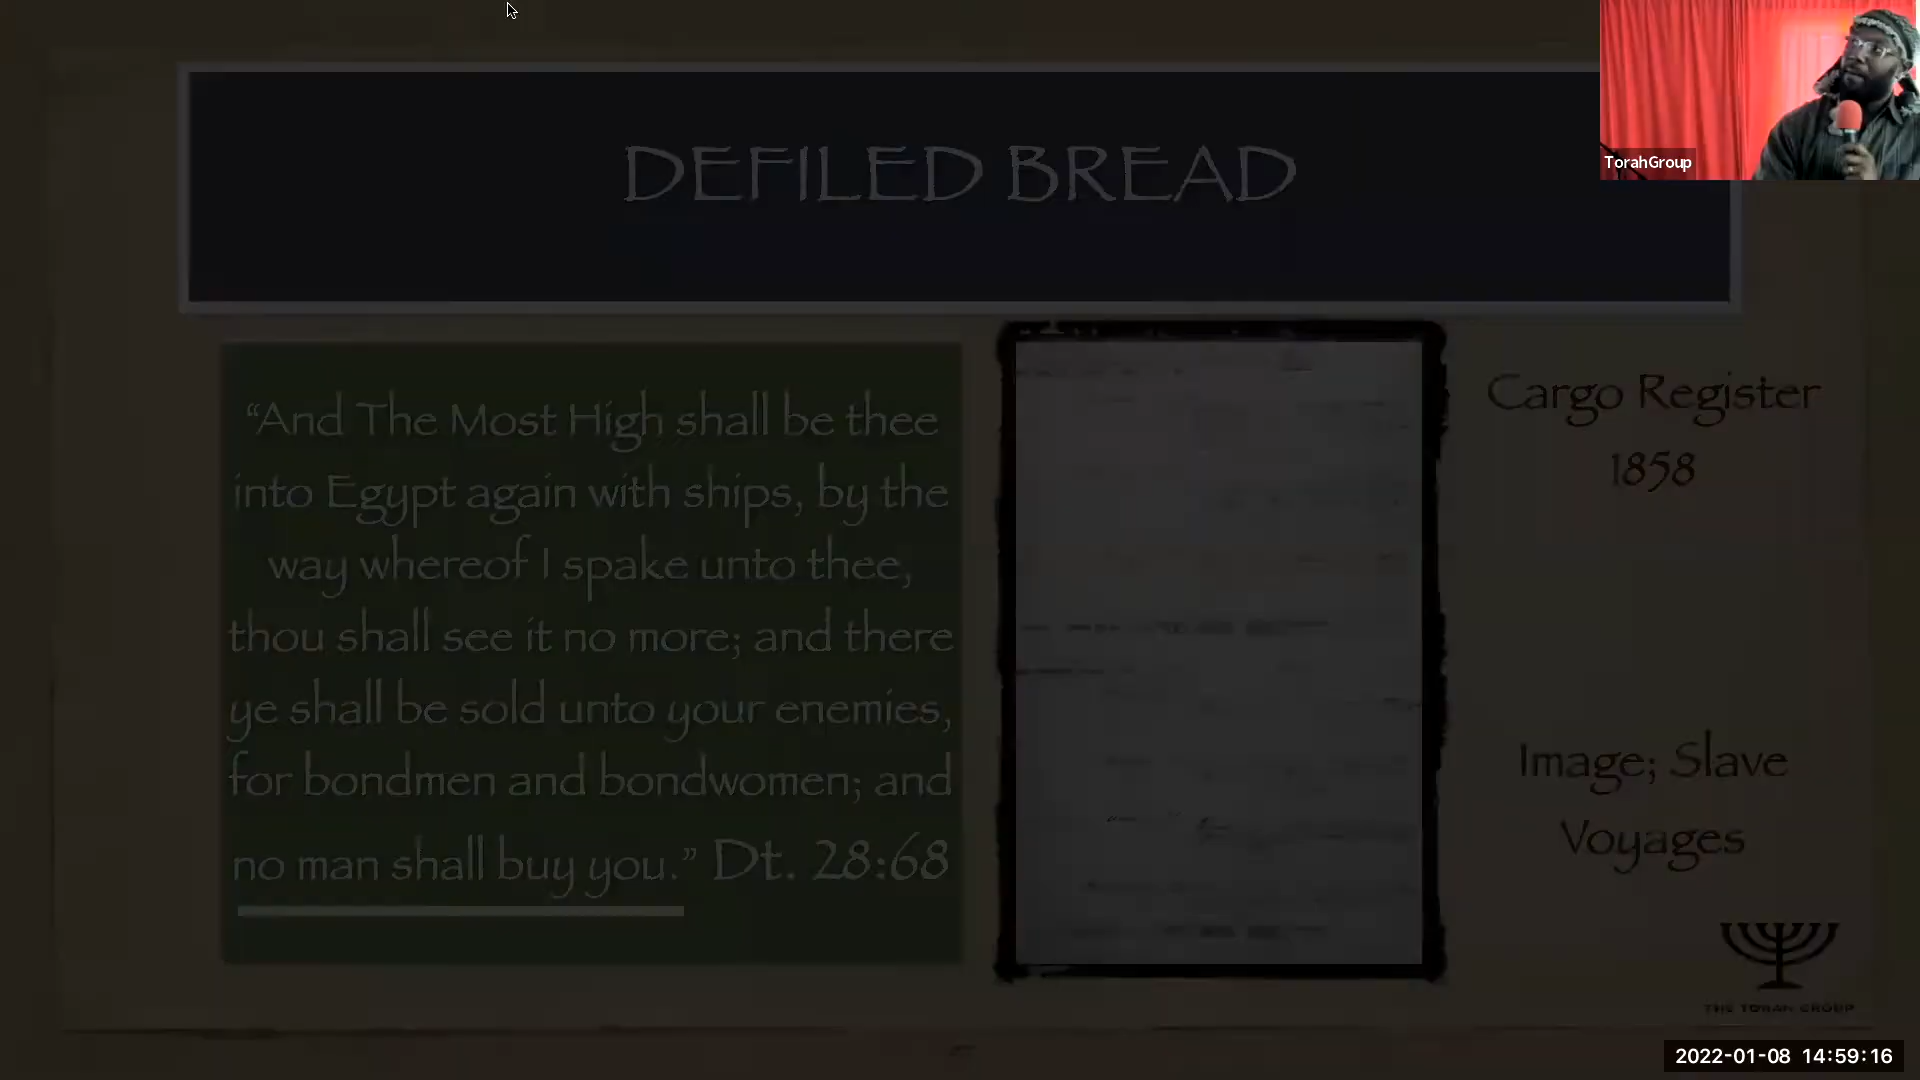 DEFILED BREAD
TorahGroup
“And The Most High shall be thee
into Egypt again with ships, by the
way whereof I spake unto thee,
thou shall see it no more; and there
ye shall be sold unto your enemies,
for bondmen and bondwomen; and
no man shall buy you.” Dt. 28:68
Cargo Register
1858
Image; Slave
Voyages
THE TORAH GROUP
2022-01-08 14:59:16